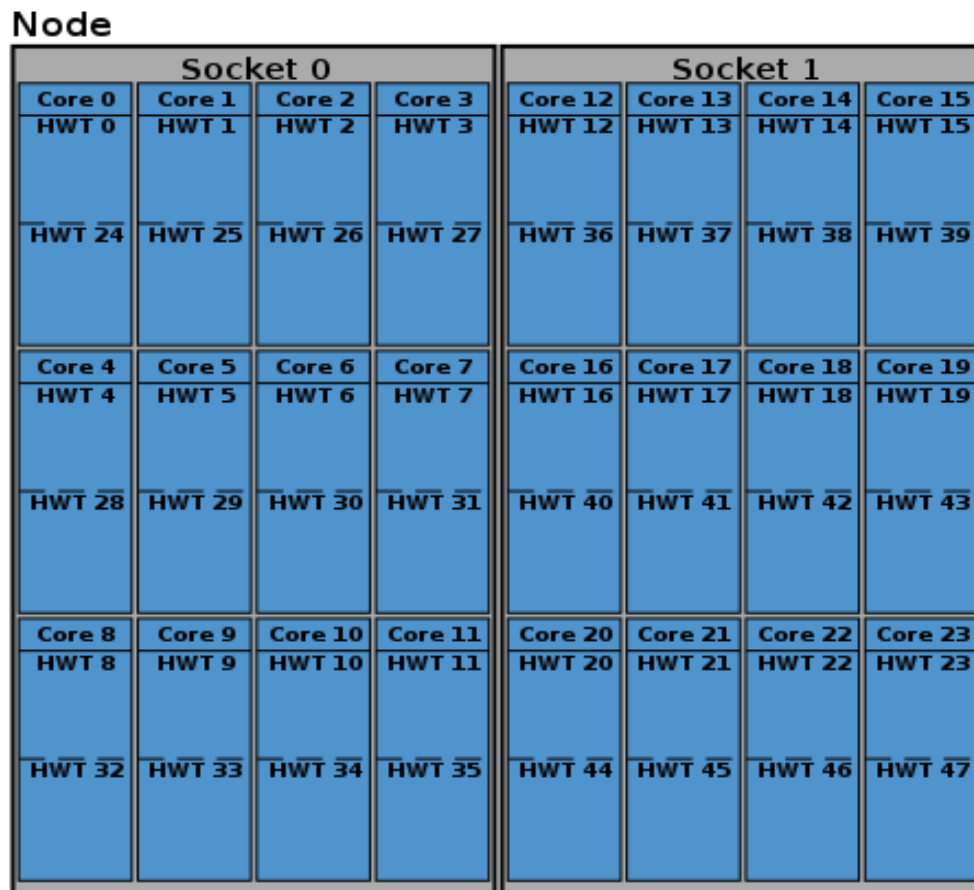 Node
Socket 0 Socket 1
Core 0 Core 1 Core 2 Core 3 Core 12 Core 13 Core 14 Core 15
HWT 0 HWT 1 HWT 2 HWT 3 HWT 12 HWT 13 HWT 14 HWT 15
HWT 24 HWT 25 HWT 26 HWT 27 HWT 36 HWT 37 HWT 38 HWT 39
Core 4 Core 5 Core 6 Core 7 Core 16 Core 17 Core 18 Core 19
HWT 4 HWT 5 HWT 6 HWT 7 HWT 16 HWT 17 HWT 18 HWT 19
HWT 28 HWT 29 HWT 30 HWT 31 HWT 40 HWT 41 HWT 42 HWT 43
Core 8 Core 9 Core 10 Core 11 Core 20 Core 21 Core 22 Core 23
HWT 8 HWT 9 HWT 10 HWT 11 HWT 20 HWT 21 HWT 22 HWT 23
HWT 32 HWT 33 HWT 34 HWT 35 HWT 44 HWT 45 HWT 46 HWT 47